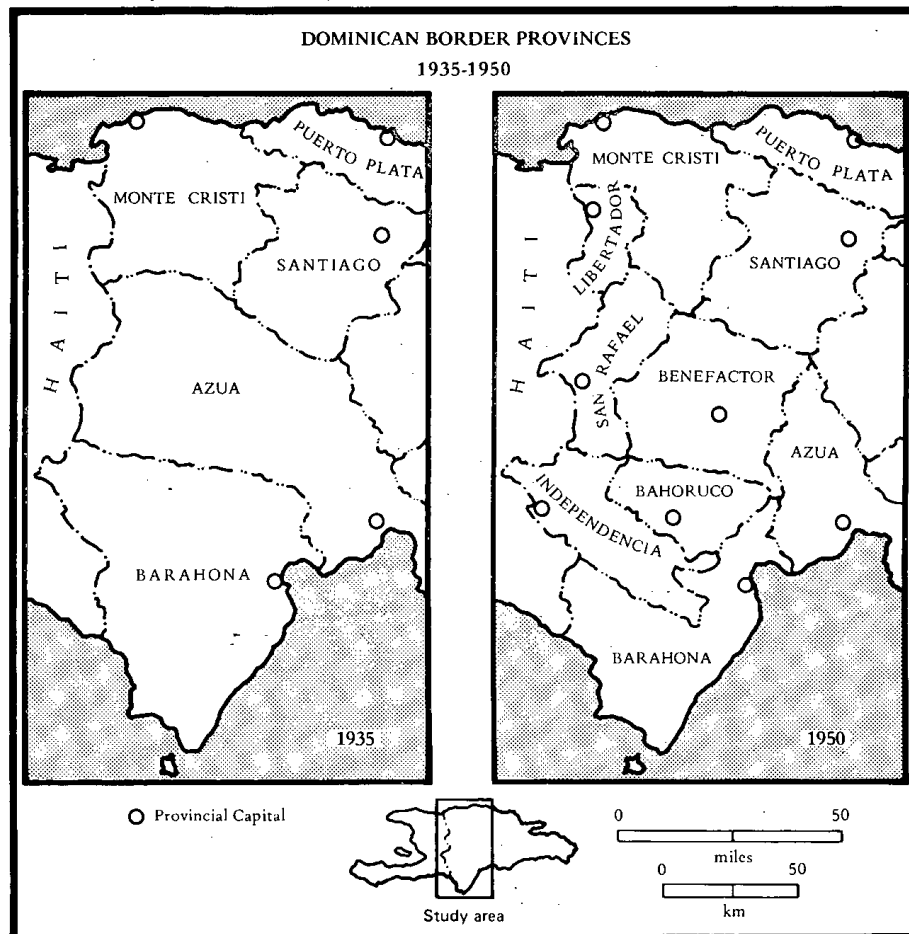 DOMINICAN BORDER PROVINCES
1935-1950
PUERTO PLATA
MONTE CRISTI
SANTIAGO
HAITI
AZUA
BARAHONA
1935
PUERTO PLATA
MONTE CRISTI
LIBERTADOR
SANTIAGO
HAITI
SAN RAFAEL
BENEFACTOR
AZUA
BAHORUCO
INDEPENDENCIA
BARAHONA
1950
Provincial Capital
Study area
0 50
miles
0 50
km